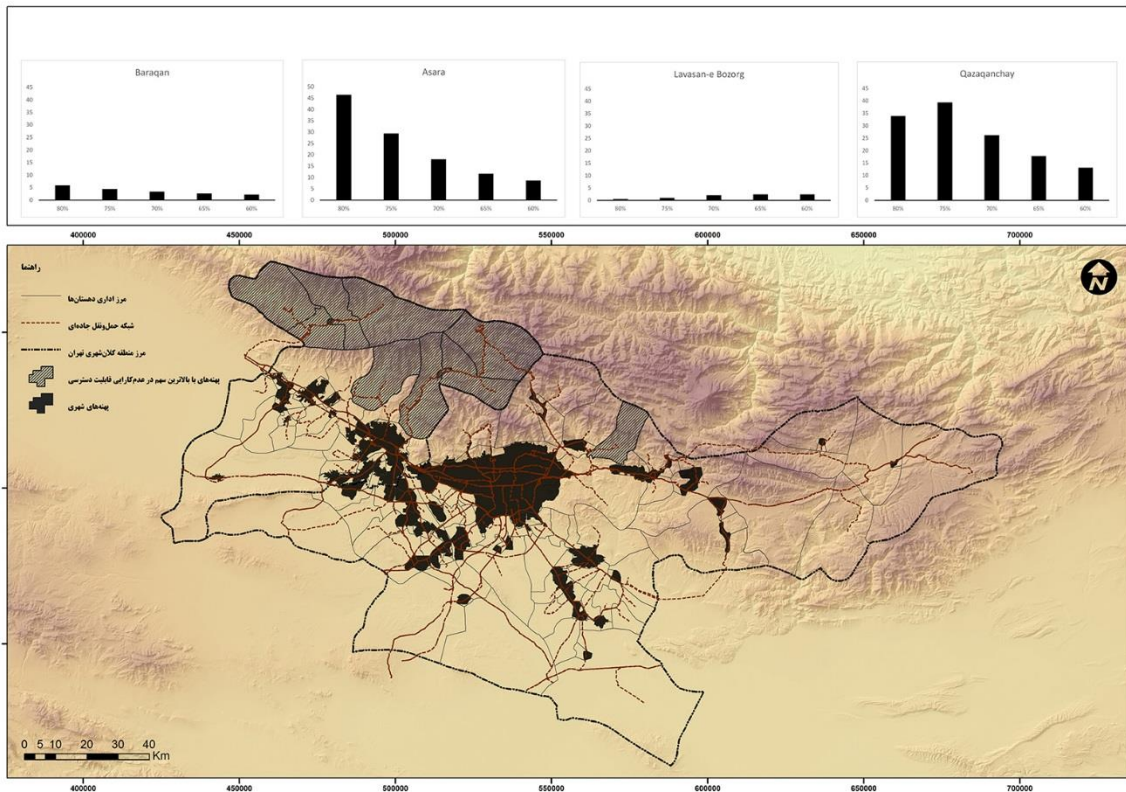 Baraqan
45
40
35
30
25
20
15
10
5
0
80% 75% 70% 65% 60%
Asara
50
45
40
35
30
25
20
15
10
5
0
80% 75% 70% 65% 60%
Lavasan-e Bozorg
45
40
35
30
25
20
15
10
5
0
80% 75% 70% 65% 60%
Qazaqanchay
45
40
35
30
25
20
15
10
5
0
80% 75% 70% 65% 60%
400000 450000 500000 550000 600000 650000 700000
راهنما
مرز اداری دهستان‌ها
شبکه حمل‌ونقل جاده‌ای
مرز منطقه کلان‌شهری تهران
پهنه‌های با بالاترین سهم در عدم‌کارایی قابلیت دسترسی
پهنه‌های شهری
N
0 5 10 20 30 40
Km
400000 450000 500000 550000 600000 650000 700000